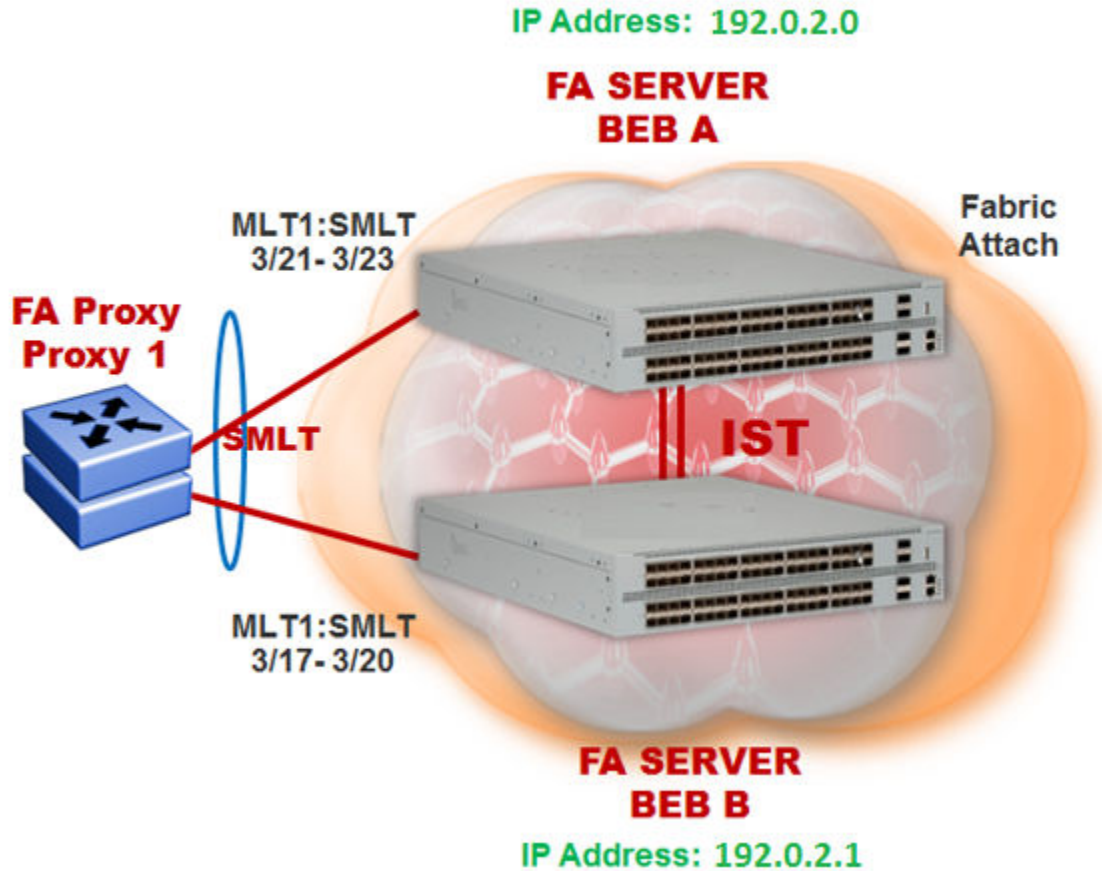 IP Address: 192.0.2.0
FA SERVER
BEB A
Fabric
Attach
MLT1:SMLT
3/21- 3/23
FA Proxy
Proxy 1
SMLT
IST
MLT1:SMLT
3/17- 3/20
FA SERVER
BEB B
IP Address: 192.0.2.1